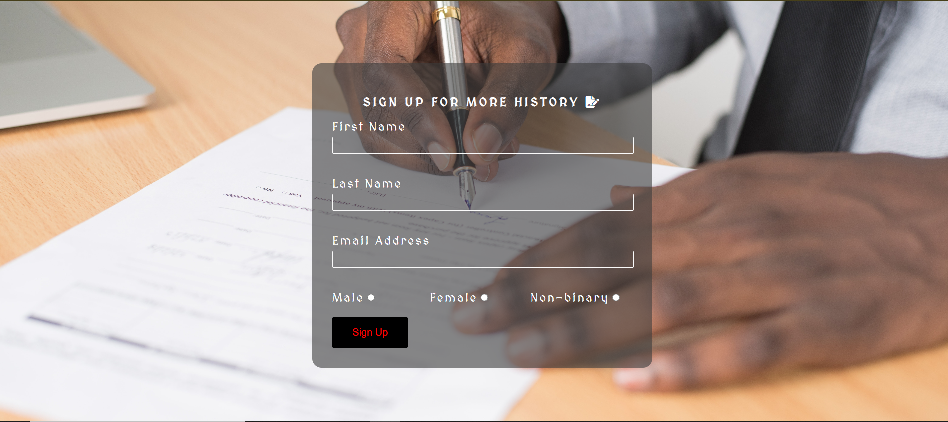 SIGN UP FOR MORE HISTORY
First Name
Last Name
Email Address
Male Female Non-binary
Sign Up